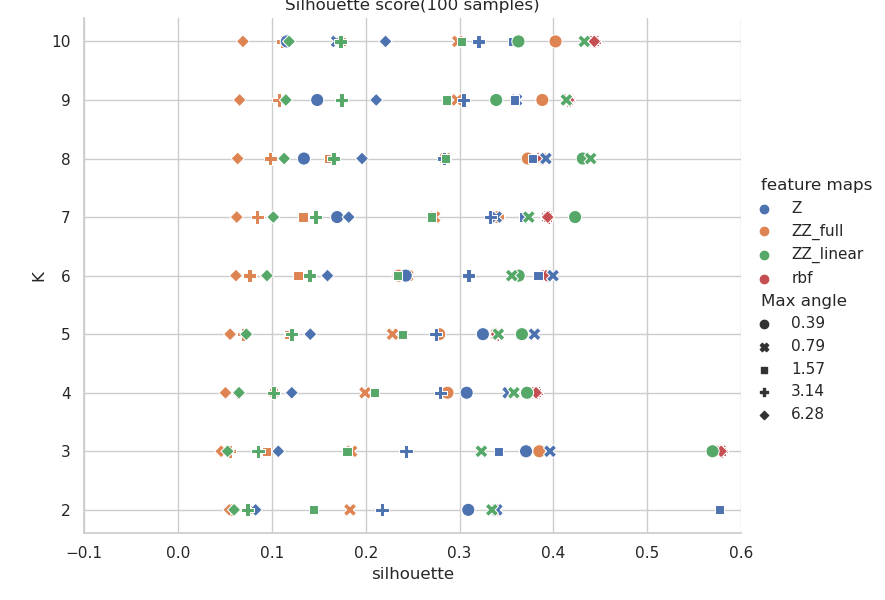 Silhouette score(100 samples)
10
9
8
7
6
5
4
3
2
K
−0.1
0.0
0.1
0.2
0.3
0.4
0.5
0.6
silhouette
feature maps
Z
ZZ_full
ZZ_linear
rbf
Max angle
0.39
0.79
1.57
3.14
6.28